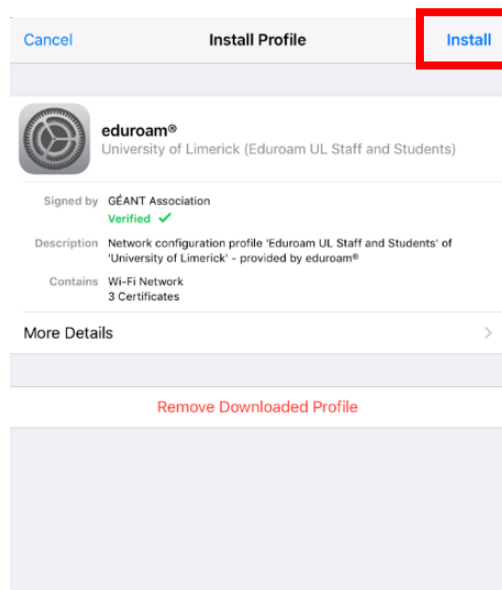 Cancel Install Profile Install
eduroam®
University of Limerick (Eduroam UL Staff and Students)
Signed by GÉANT Association
Verified ✓
Description Network configuration profile 'Eduroam UL Staff and Students' of
'University of Limerick' - provided by eduroam®
Contains Wi-Fi Network
3 Certificates
More Details
Remove Downloaded Profile